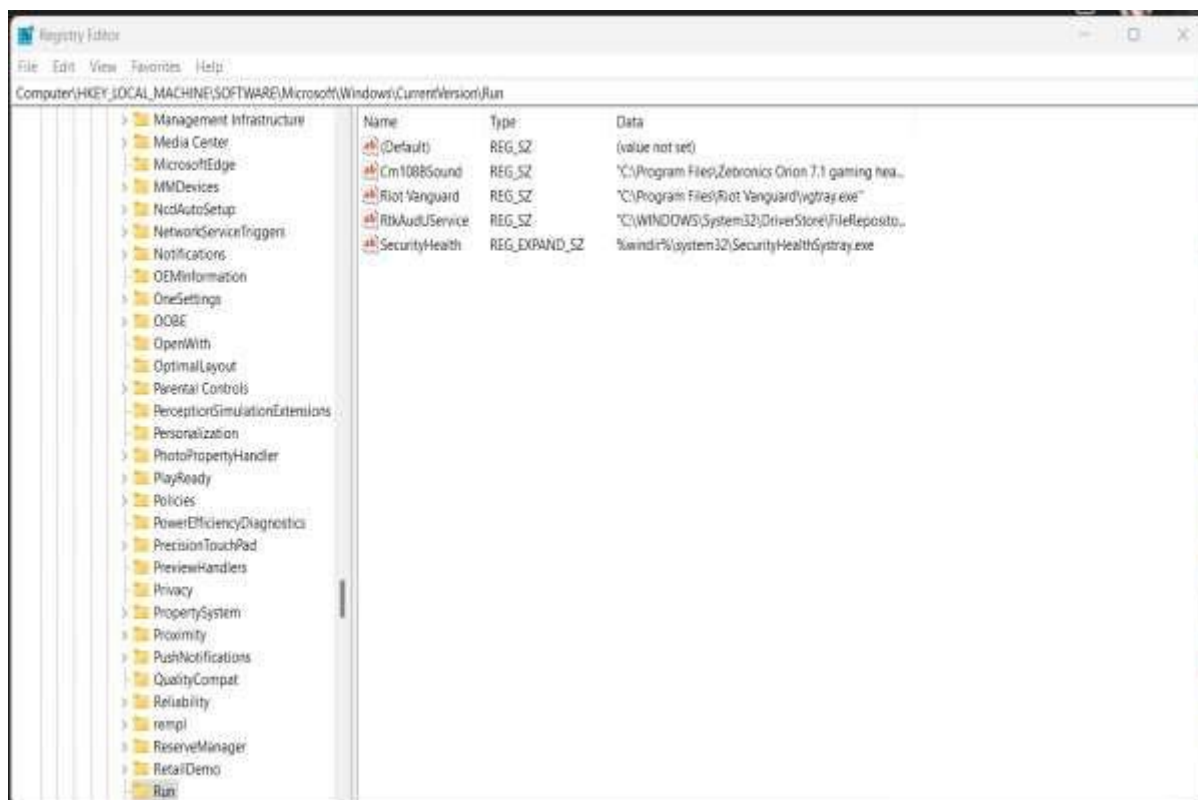 Registry Editor
File Edit View Favorites Help
Computer\HKEY_LOCAL_MACHINE\SOFTWARE\Microsoft\Windows\CurrentVersion\Run
Management Infrastructure
Media Center
MicrosoftEdge
MMDevices
NcdAutoSetup
NetworkServiceTriggers
Notifications
OEMInformation
OneSettings
OOBE
OpenWith
OptimalLayout
Parental Controls
PerceptionSimulationExtensions
Personalization
PhotoPropertyHandler
PlayReady
Policies
PowerEfficiencyDiagnostics
PrecisionTouchPad
PreviewHandlers
Privacy
PropertySystem
Proximity
PushNotifications
QualityCompat
Reliability
rempl
ReserveManager
RetailDemo
Run
Name Type Data
(Default) REG_SZ (value not set)
Cm108BSound REG_SZ "C:\Program Files\Zebronics Orion 7.1 gaming hea...
Riot Vanguard REG_SZ "C:\Program Files\Riot Vanguard\vgtray.exe"
RtkAudUService REG_SZ "C:\WINDOWS\System32\DriverStore\FileReposito...
SecurityHealth REG_EXPAND_SZ %windir%\system32\SecurityHealthSystray.exe